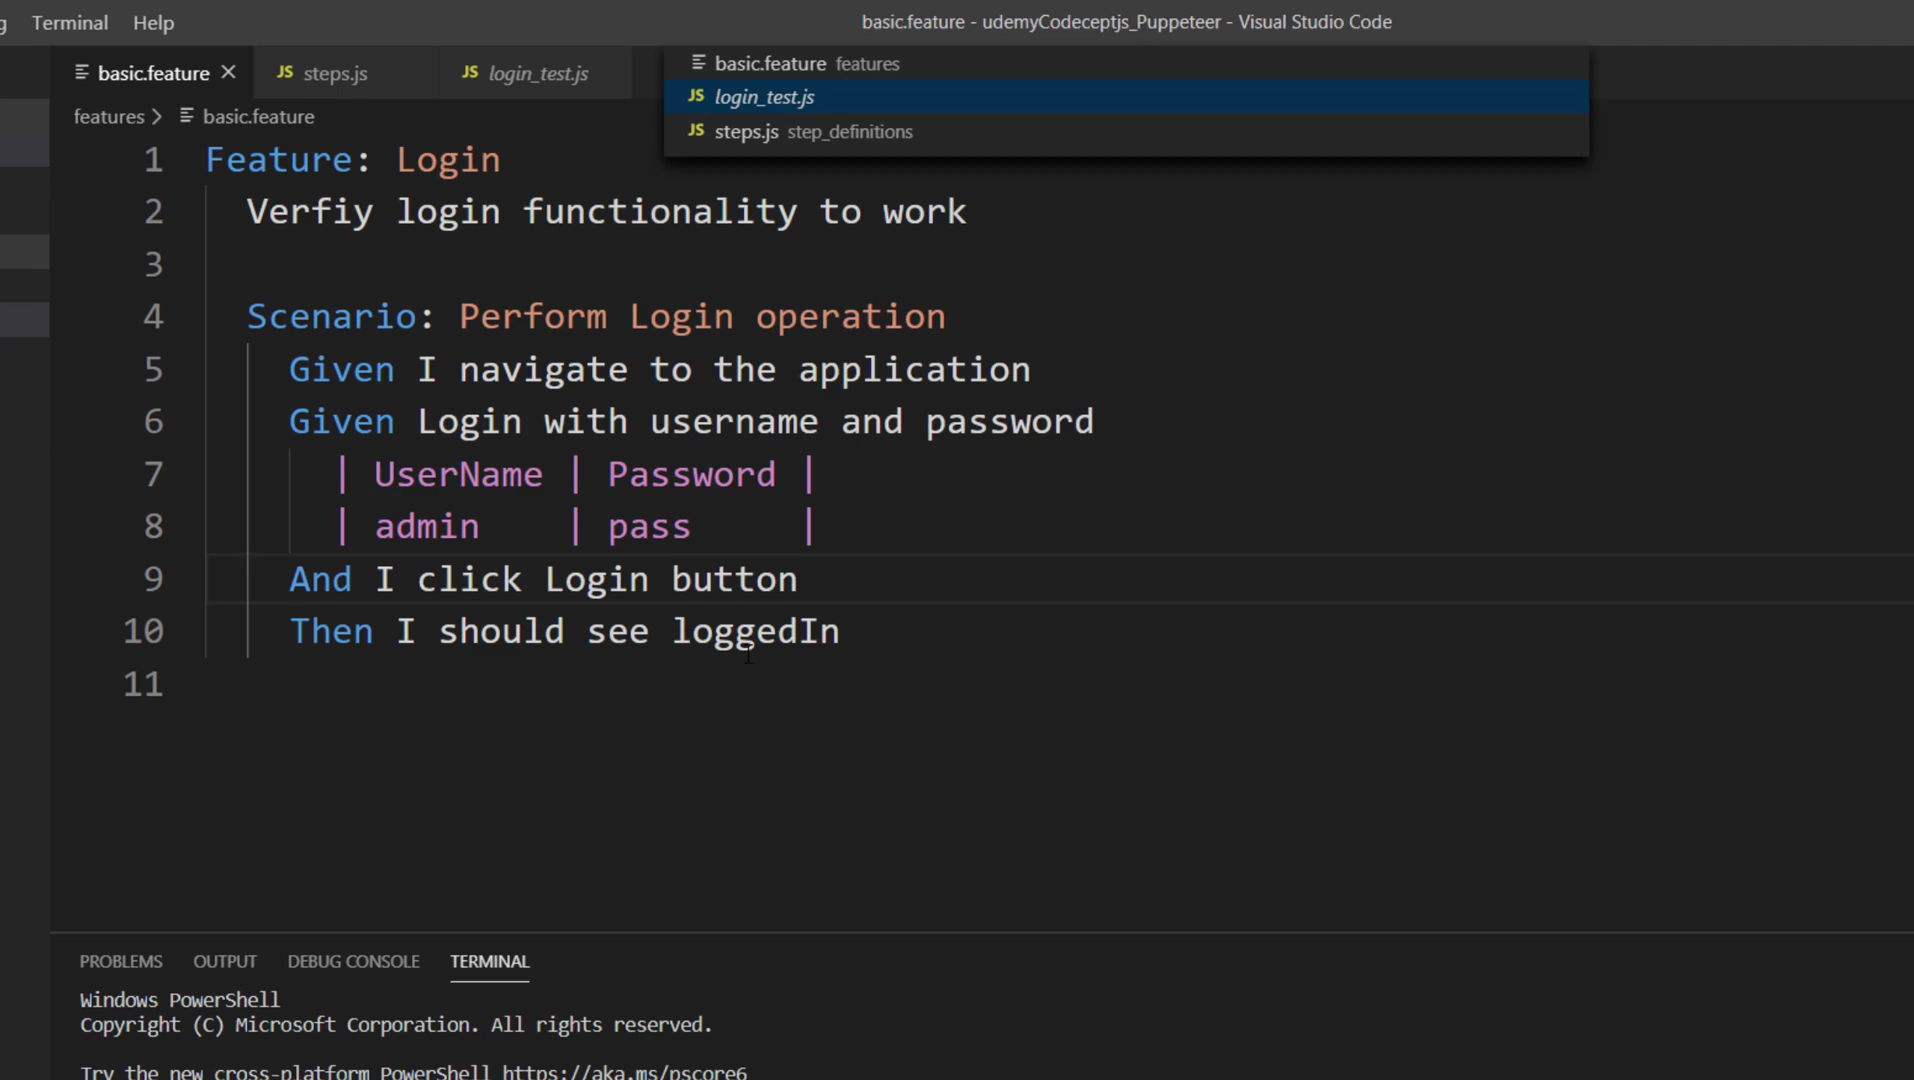 Terminal Help
basic.feature - udemyCodeceptjs_Puppeteer - Visual Studio Code
basic.feature
JS steps.js
JS login_test.js
basic.feature features
JS login_test.js
JS steps.js step_definitions
features > basic.feature
1 Feature: Login
2 Verfiy login functionality to work
3
4 Scenario: Perform Login operation
5 Given I navigate to the application
6 Given Login with username and password
7 | UserName | Password |
8 | admin | pass |
9 And I click Login button
10 Then I should see loggedIn
11
PROBLEMS OUTPUT DEBUG CONSOLE TERMINAL
Windows PowerShell
Copyright (C) Microsoft Corporation. All rights reserved.
Try the new cross-platform PowerShell https://aka.ms/pscore6